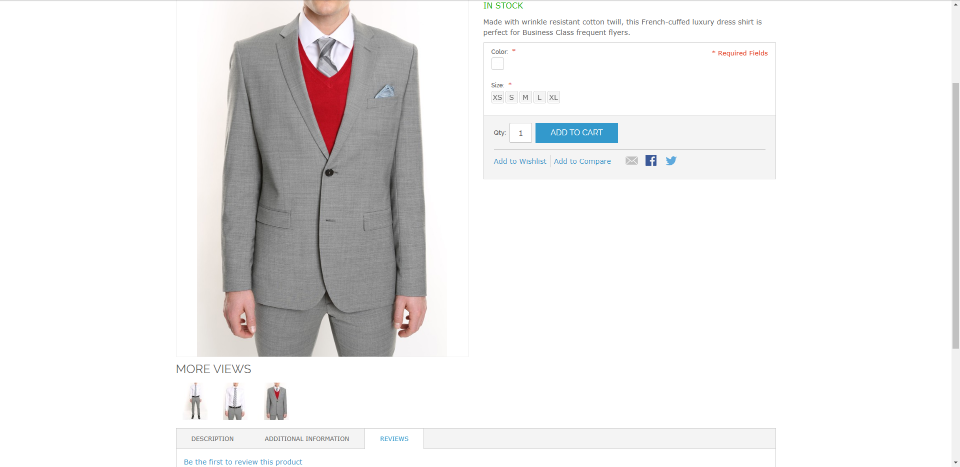 IN STOCK
Made with wrinkle resistant cotton twill, this French-cuffed luxury dress shirt is
perfect for Business Class frequent flyers.
Color: *
* Required Fields
Size: *
XS S M L XL
Qty: 1 ADD TO CART
Add to Wishlist Add to Compare
MORE VIEWS
DESCRIPTION ADDITIONAL INFORMATION REVIEWS
Be the first to review this product